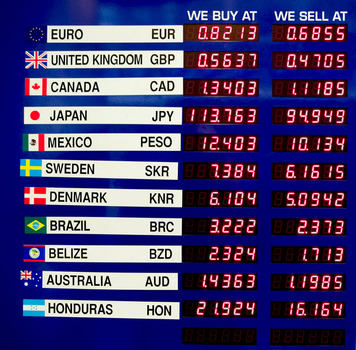 WE BUY AT WE SELL AT
EURO EUR 0.8213 0.6855
UNITED KINGDOM GBP 0.5637 0.4705
CANADA CAD 1.3403 1.1185
JAPAN JPY 113.763 94.949
MEXICO PESO 12.403 10.134
SWEDEN SKR 7.384 6.1615
DENMARK KNR 6.104 5.0942
BRAZIL BRC 3.222 2.373
BELIZE BZD 2.324 1.713
AUSTRALIA AUD 1.4363 1.1985
HONDURAS HON 21.924 16.164